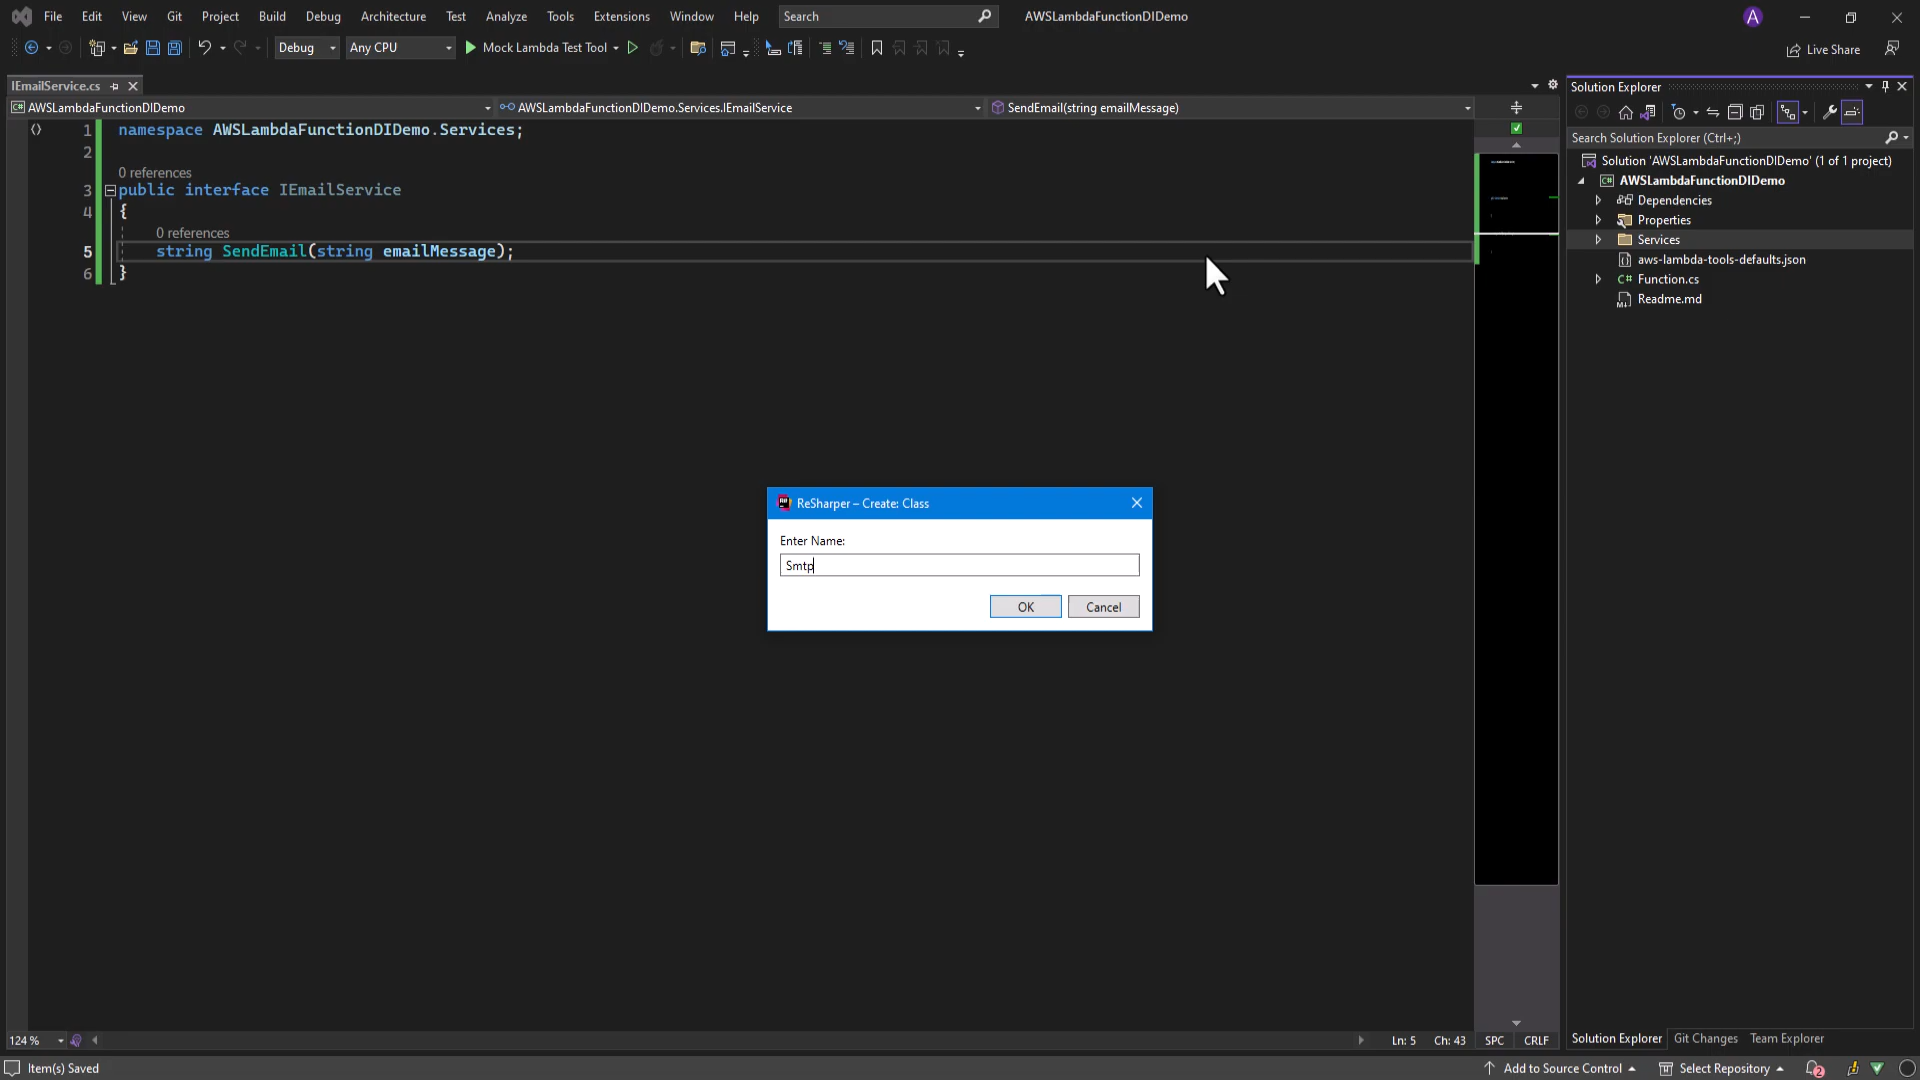 File Edit View Git Project Build Debug Architecture Test Analyze Tools Extensions Window Help Search AWSLambdaFunctionDIDemo A
Debug Any CPU Mock Lambda Test Tool Live Share
IEmailService.cs
AWSLambdaFunctionDIDemo AWSLambdaFunctionDIDemo.Services.IEmailService SendEmail(string emailMessage)
1 namespace AWSLambdaFunctionDIDemo.Services;
2
0 references
3 public interface IEmailService
4 {
0 references
5 string SendEmail(string emailMessage);
6 }
ReSharper – Create: Class
Enter Name:
Smtp
OK Cancel
Solution Explorer
Search Solution Explorer (Ctrl+;)
Solution 'AWSLambdaFunctionDIDemo' (1 of 1 project)
AWSLambdaFunctionDIDemo
Dependencies
Properties
Services
aws-lambda-tools-defaults.json
C# Function.cs
Readme.md
124 % Ln: 5 Ch: 43 SPC CRLF
Solution Explorer Git Changes Team Explorer
Item(s) Saved Add to Source Control Select Repository 2